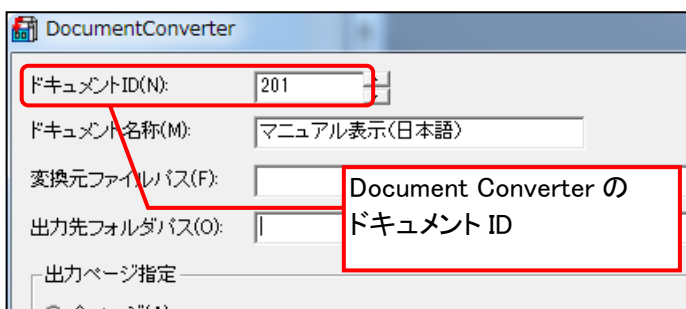 DocumentConverter
ドキュメントID(N):
201
ドキュメント名称(M):
マニュアル表示(日本語)
変換元ファイルパス(F):
Document Converter の
ドキュメント ID
出力先フォルダパス(O):
出力ページ指定